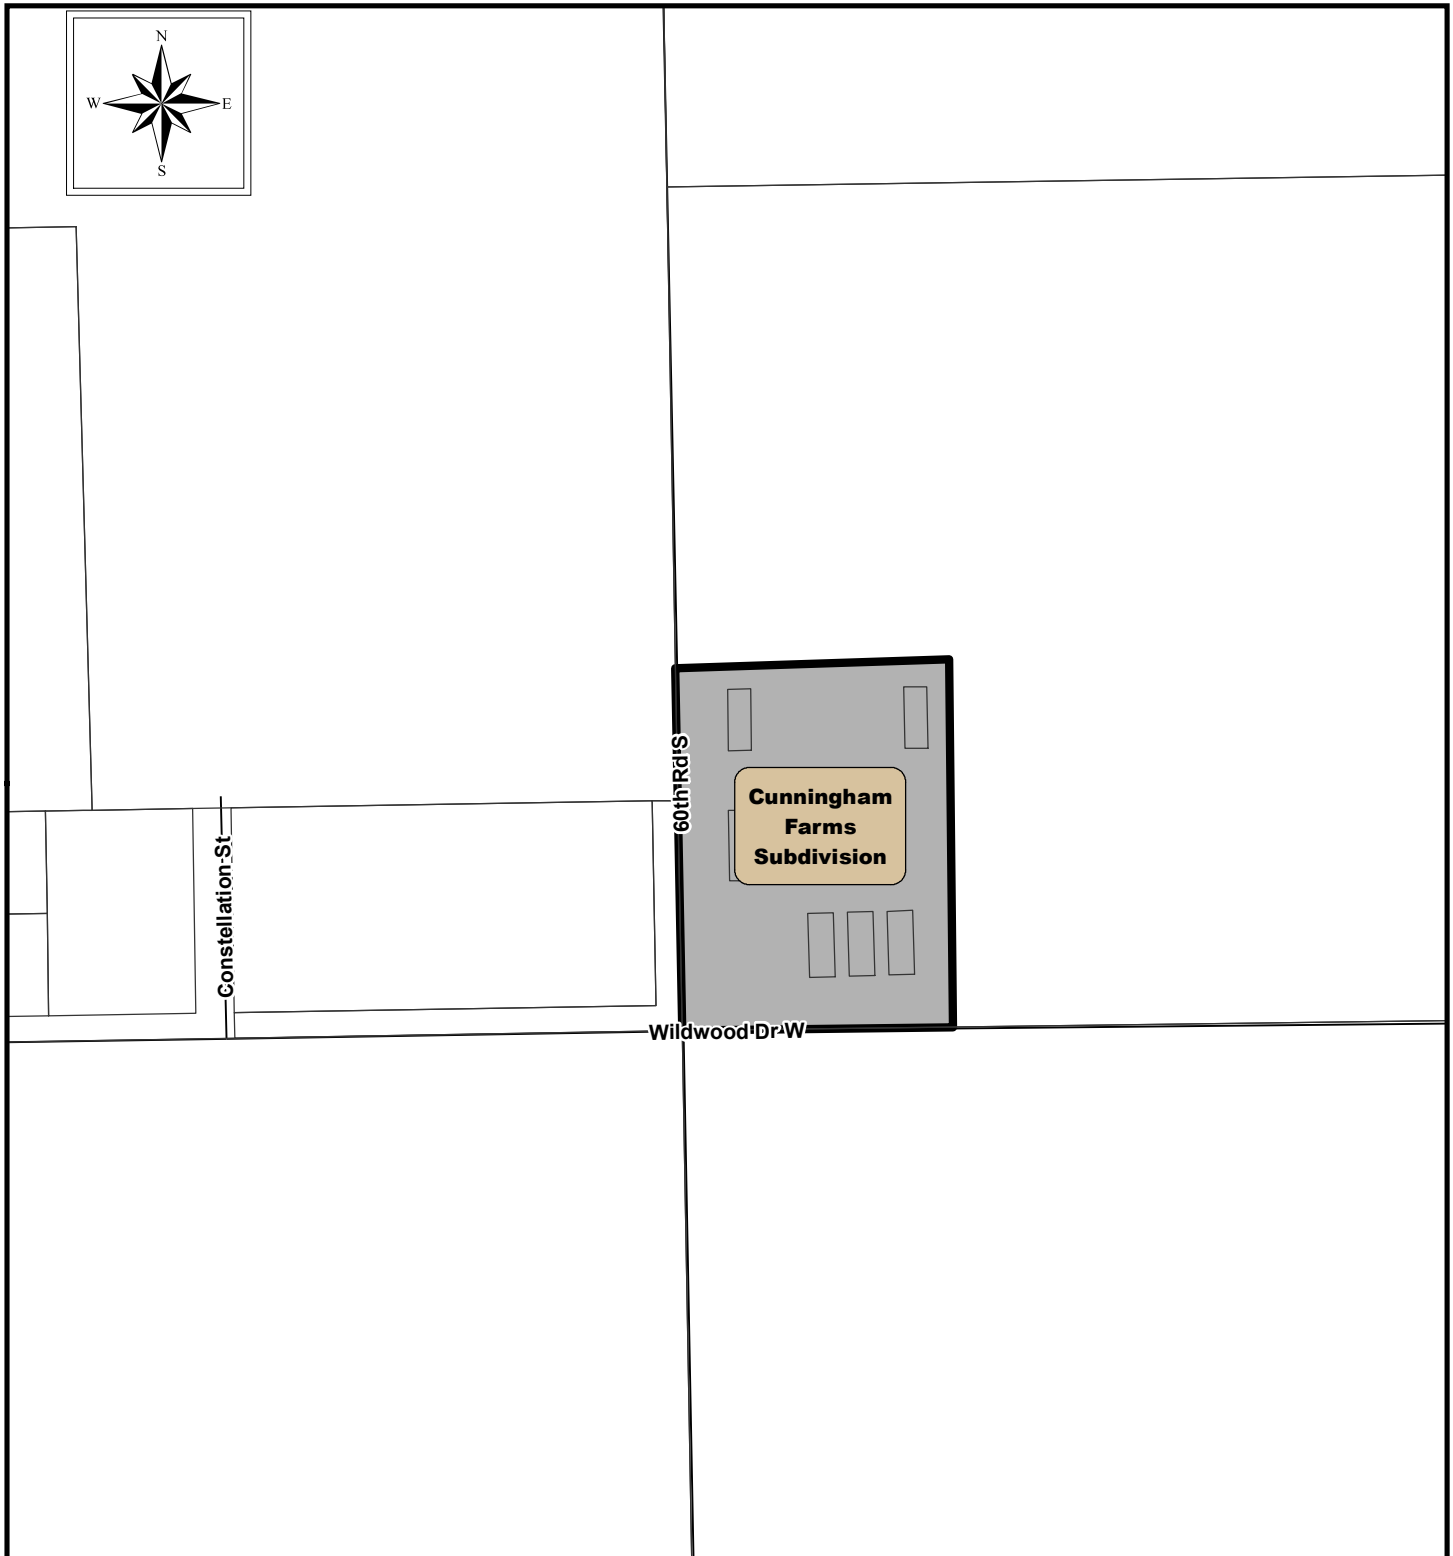 N
W
E
S
60th Rd S
Cunningham
Farms
Subdivision
Constellation St
Wildwood Dr W